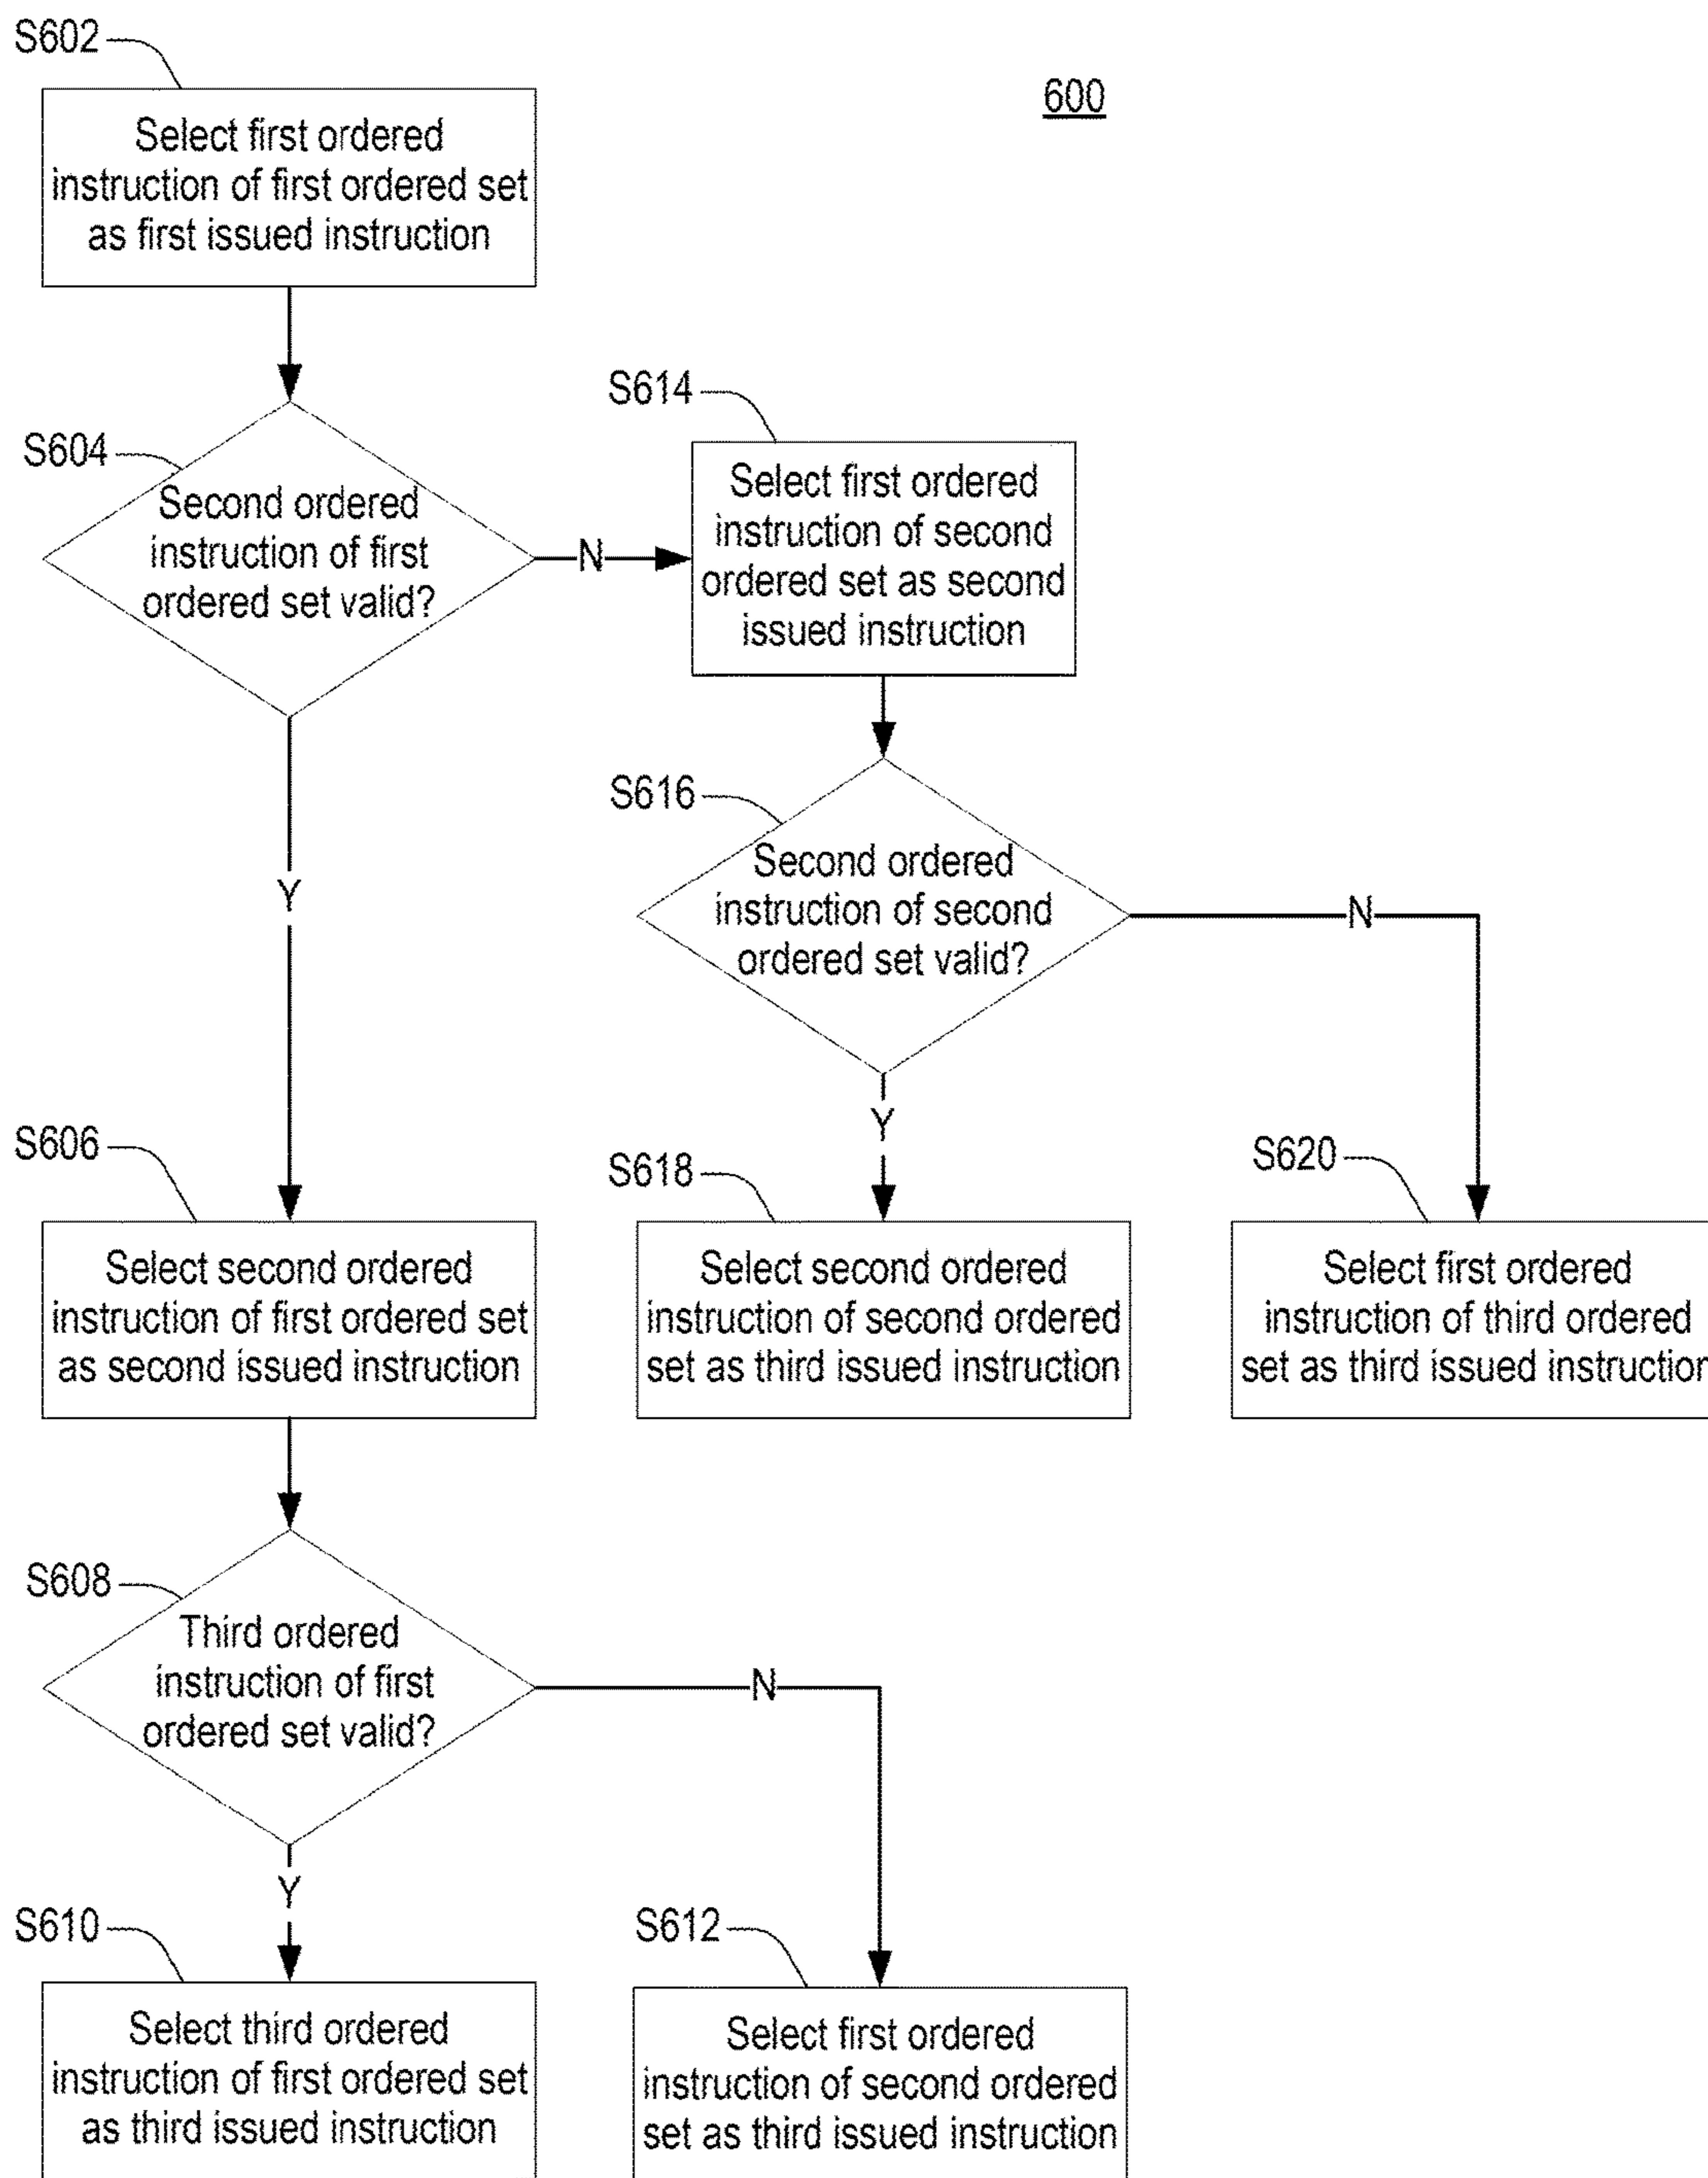 S602
600
Select first ordered
instruction of first ordered set
as first issued instruction
S614
S604
Second ordered
instruction of first
ordered set valid?
N
Select first ordered
instruction of second
ordered set as second
issued instruction
S616
Second ordered
instruction of second
ordered set valid?
Y
N
Y
S606
S618
S620
Select second ordered
instruction of first ordered set
as second issued instruction
Select second ordered
instruction of second ordered
set as third issued instruction
Select first ordered
instruction of third ordered
set as third issued instruction
S608
Third ordered
instruction of first
ordered set valid?
N
Y
S610
S612
Select third ordered
instruction of first ordered set
as third issued instruction
Select first ordered
instruction of second ordered
set as third issued instruction